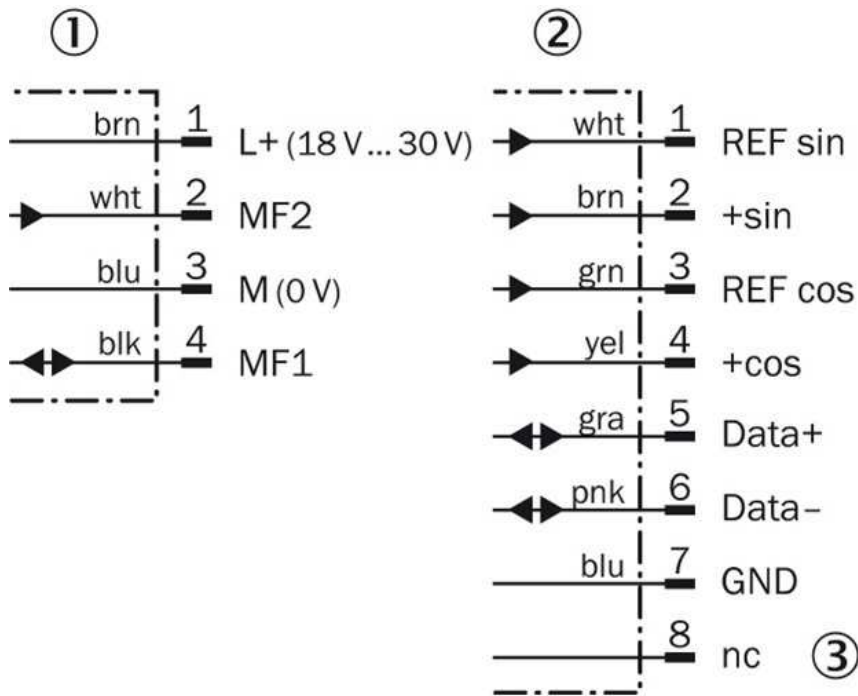 ①
brn 1 L+ (18 V... 30 V)
wht 2 MF2
blu 3 M (0 V)
blk 4 MF1
②
wht 1 REF sin
brn 2 +sin
grn 3 REF cos
yel 4 +cos
gra 5 Data+
pnk 6 Data–
blu 7 GND
8 nc ③